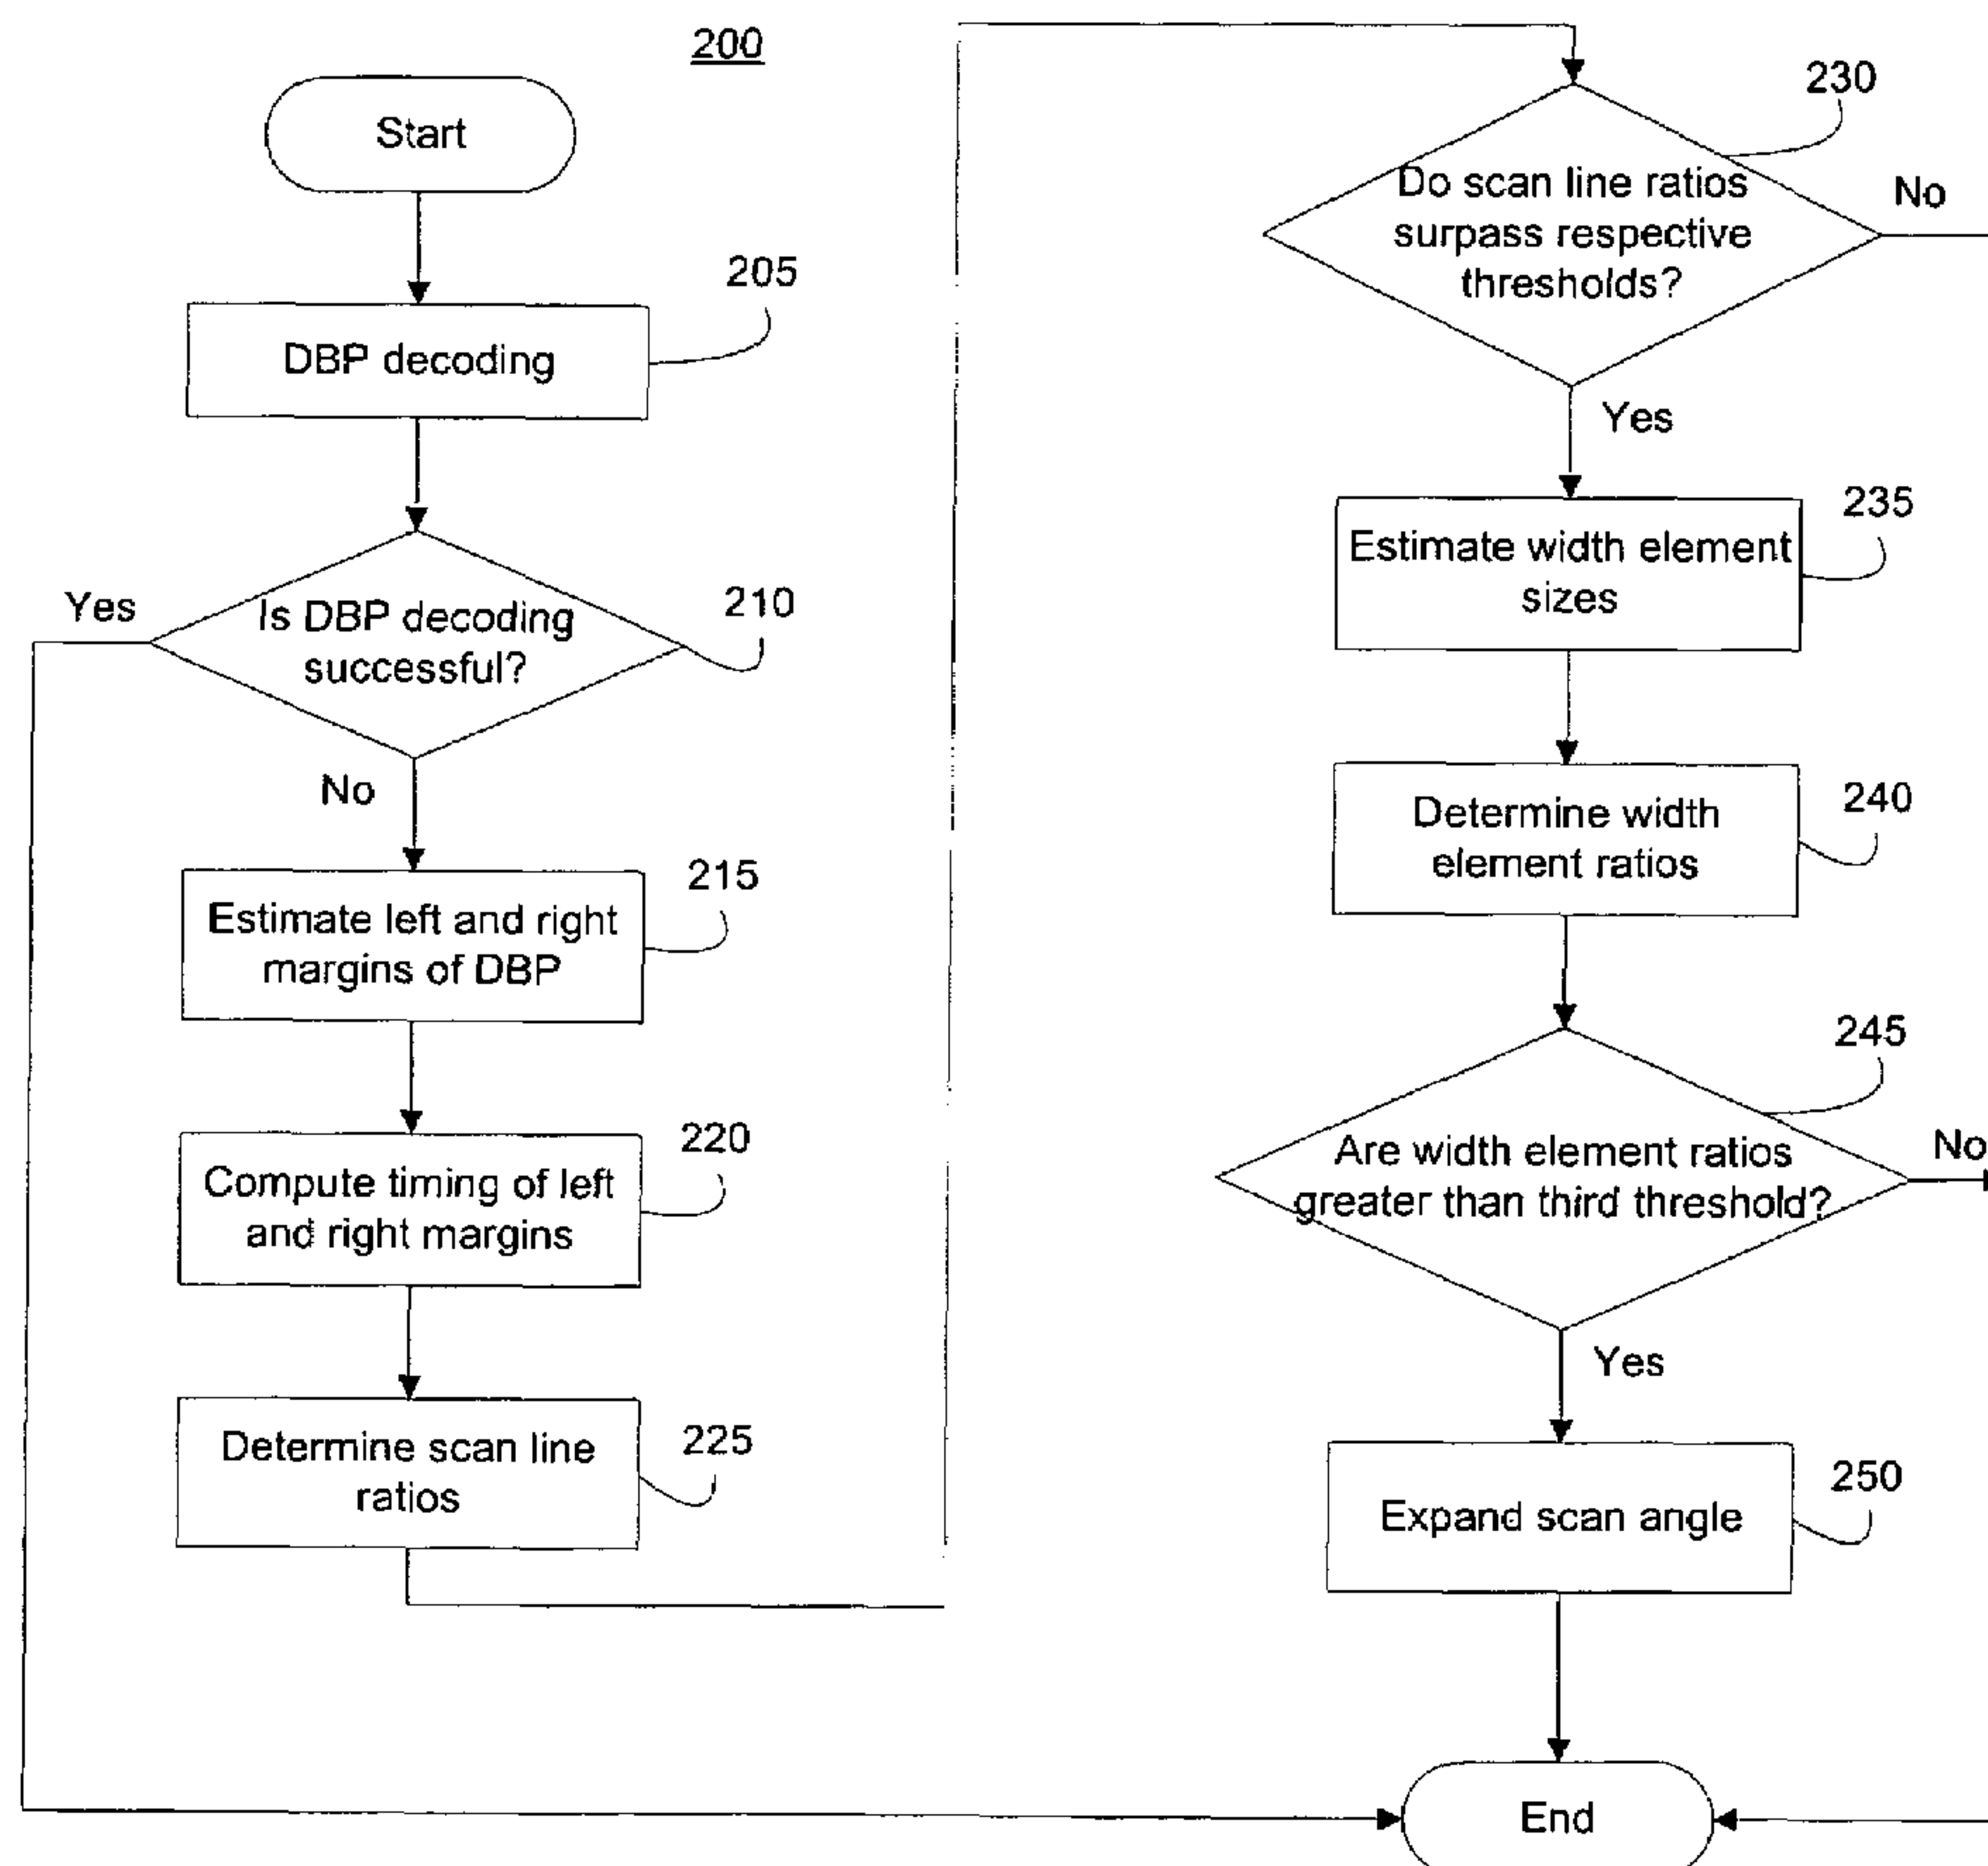 200
Start
205
DBP decoding
210
Yes
Is DBP decoding
successful?
No
215
Estimate left and right
margins of DBP
220
Compute timing of left
and right margins
225
Determine scan line
ratios
230
Do scan line ratios
surpass respective
thresholds?
No
Yes
235
Estimate width element
sizes
240
Determine width
element ratios
245
Are width element ratios
greater than third threshold?
No
Yes
250
Expand scan angle
End